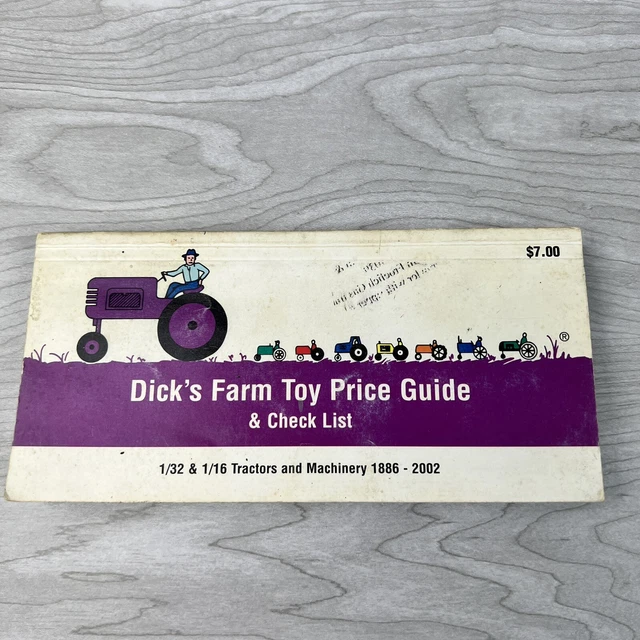 $7.00
®
Dick's Farm Toy Price Guide
& Check List
1/32 & 1/16 Tractors and Machinery 1886 - 2002